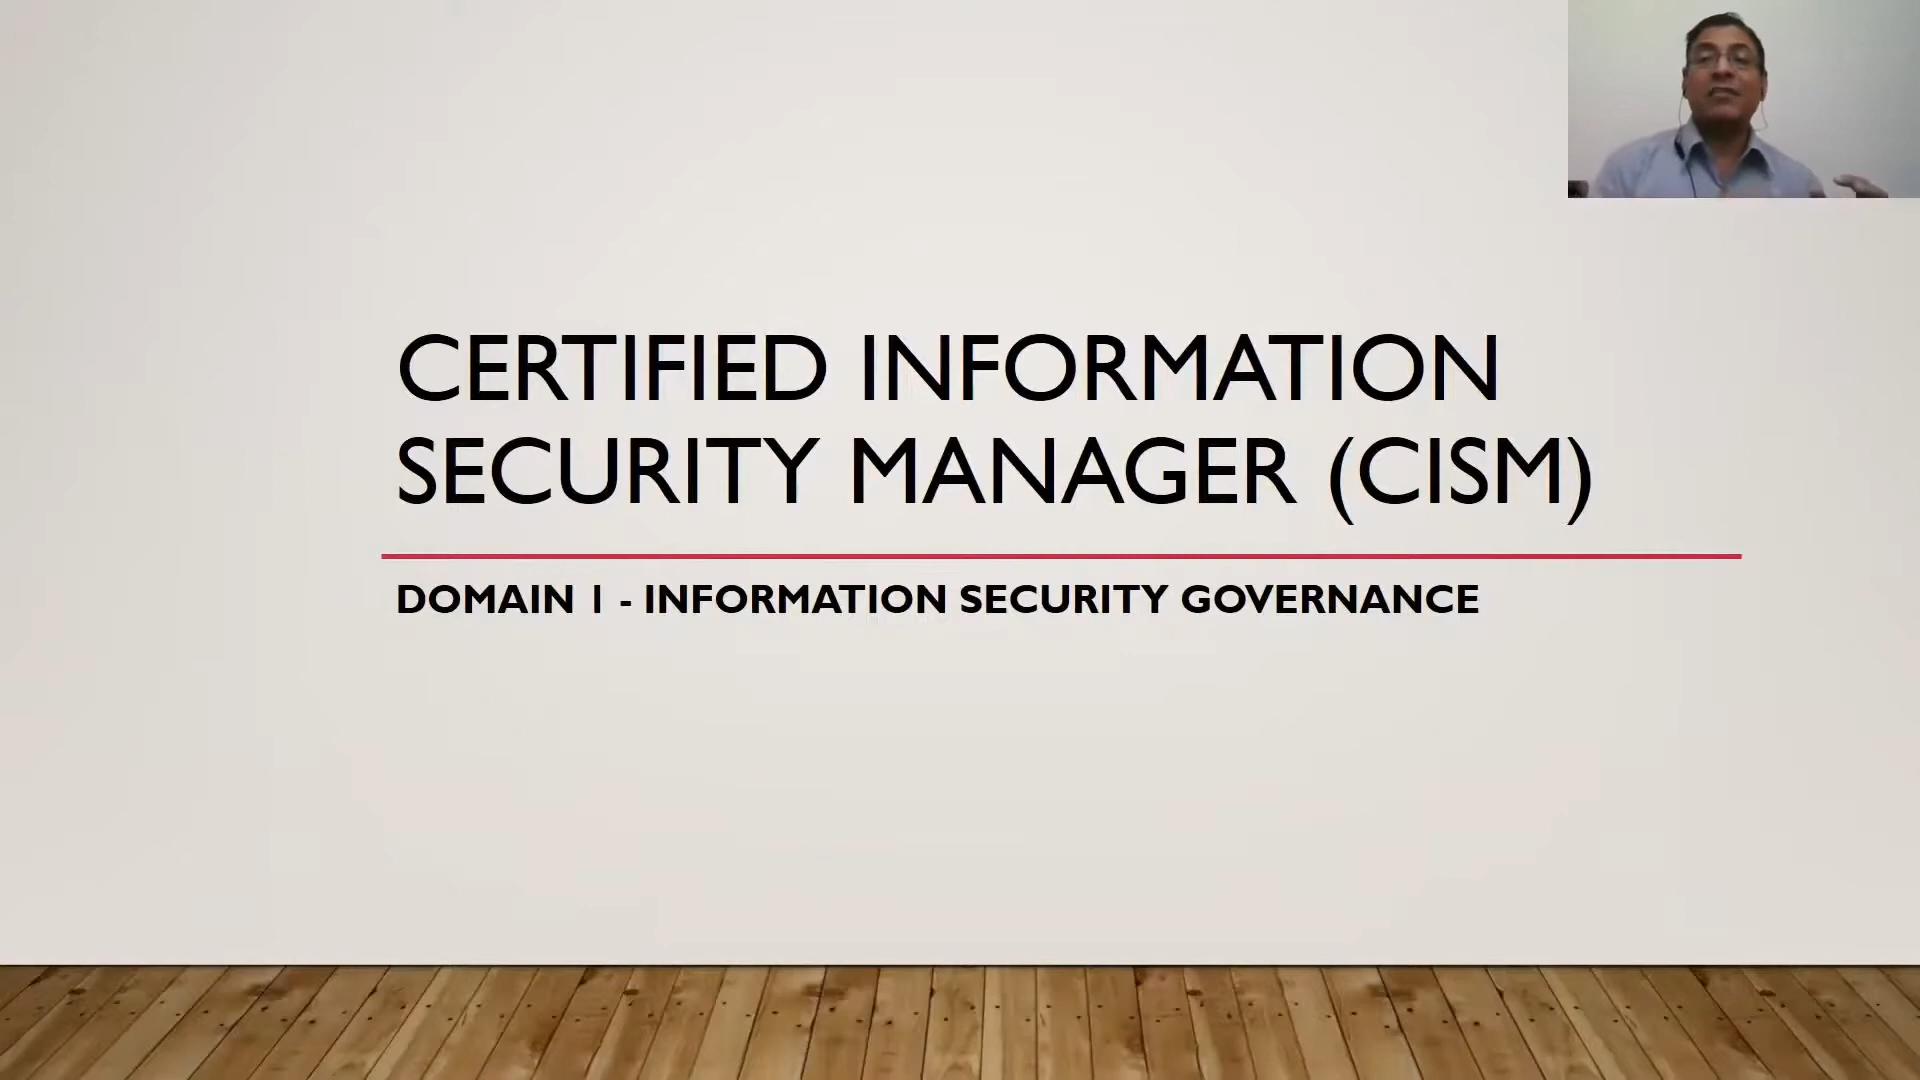 CERTIFIED INFORMATION
SECURITY MANAGER (CISM)
DOMAIN 1 - INFORMATION SECURITY GOVERNANCE